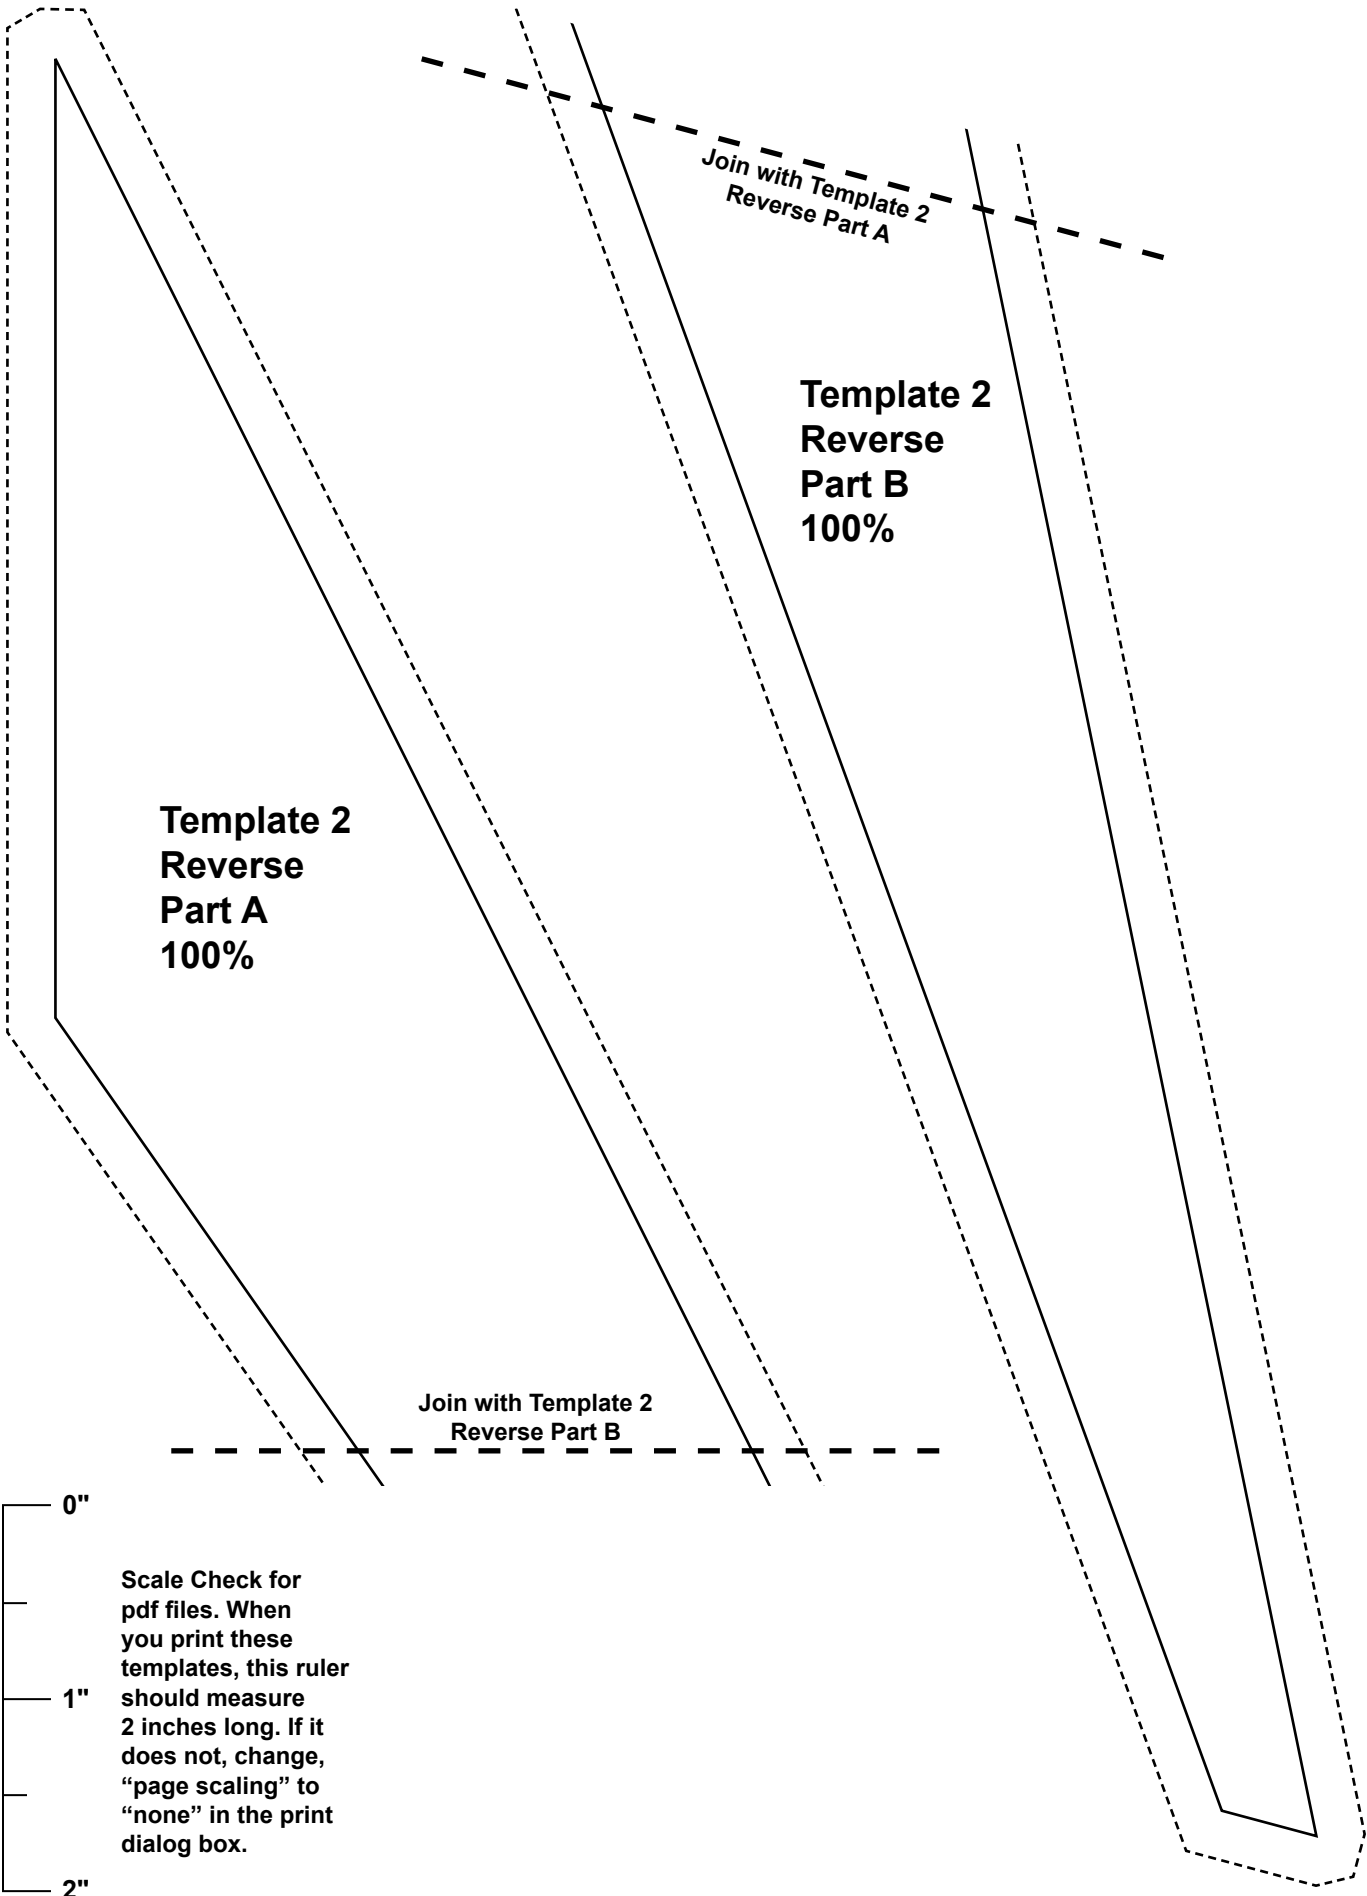 Join with Template 2
Reverse Part A
Template 2
Reverse
Part B
100%
Template 2
Reverse
Part A
100%
Join with Template 2
Reverse Part B
0"
Scale Check for
pdf files. When
you print these
templates, this ruler
1"
should measure
2 inches long. If it
does not, change,
“page scaling” to
“none” in the print
dialog box.
2"